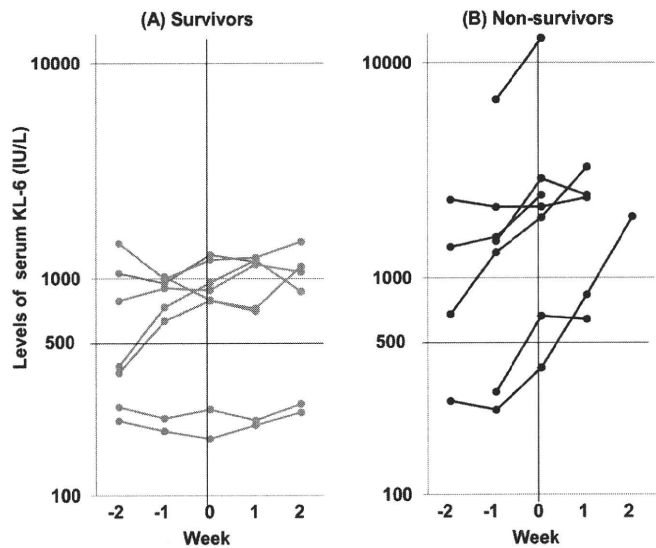 (A) Survivors
(B) Non-survivors
Levels of serum KL-6 (IU/L)
10000
1000
500
100
-2 -1 0 1 2
Week
10000
1000
500
100
-2 -1 0 1 2
Week